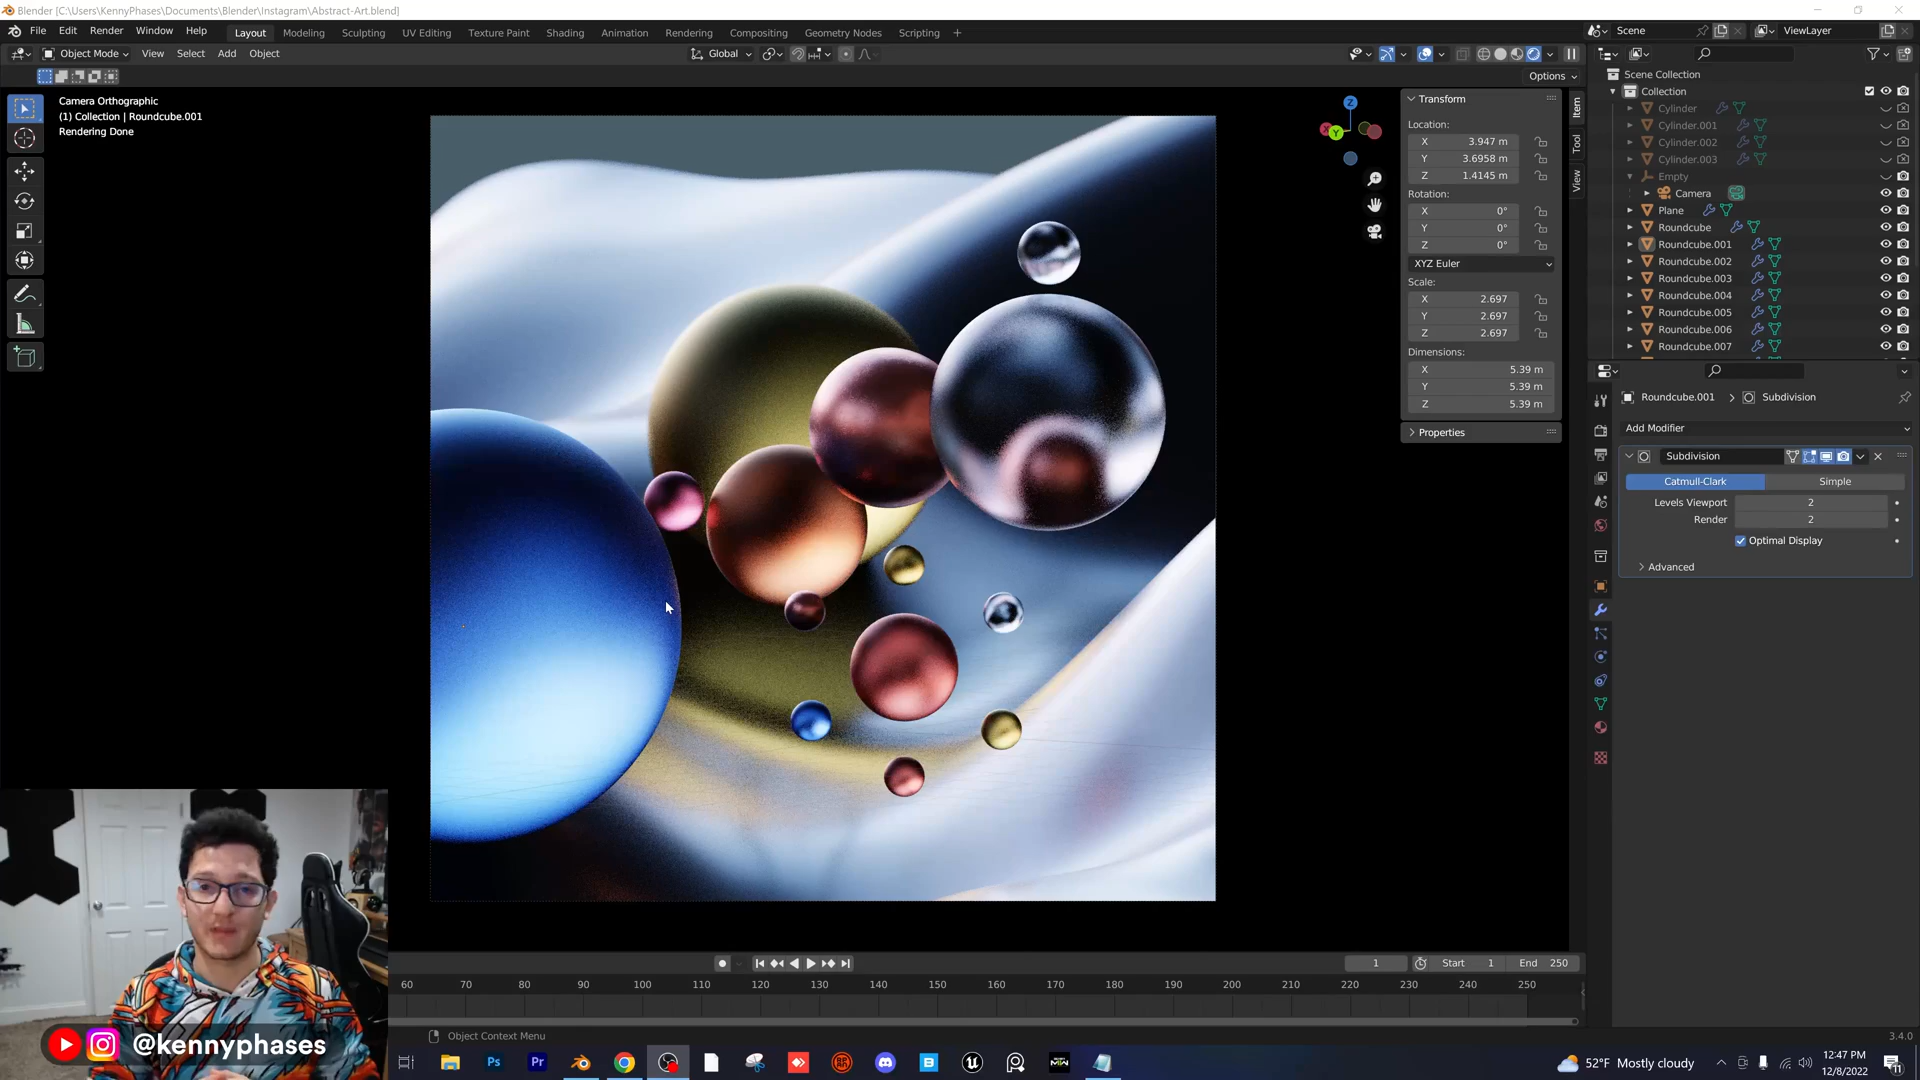 Blender [C:\Users\KennyPhases\Documents\Blender\Instagram\Abstract-Art.blend]
File Edit Render Window Help Layout Modeling Sculpting UV Editing Texture Paint Shading Animation Rendering Compositing Geometry Nodes Scripting + Scene ViewLayer
Object Mode View Select Add Object Global
Options
Camera Orthographic
(1) Collection | Roundcube.001
Rendering Done
Z
X
Y
Transform
Location:
X 3.947 m
Y 3.6958 m
Z 1.4145 m
Rotation:
X 0°
Y 0°
Z 0°
XYZ Euler
Scale:
X 2.697
Y 2.697
Z 2.697
Dimensions:
X 5.39 m
Y 5.39 m
Z 5.39 m
Properties
Item
Tool
View
Scene Collection
Collection
Cylinder
Cylinder.001
Cylinder.002
Cylinder.003
Empty
Camera
Plane
Roundcube
Roundcube.001
Roundcube.002
Roundcube.003
Roundcube.004
Roundcube.005
Roundcube.006
Roundcube.007
Roundcube.001 > Subdivision
Add Modifier
Subdivision
Catmull-Clark Simple
Levels Viewport 2
Render 2
Optimal Display
Advanced
1 Start 1 End 250
60 70 80 90 100 110 120 130 140 150 160 170 180 190 200 210 220 230 240 250
Object Context Menu
3.4.0
@kennyphases
Ps Pr
52°F Mostly cloudy
12:47 PM
12/8/2022